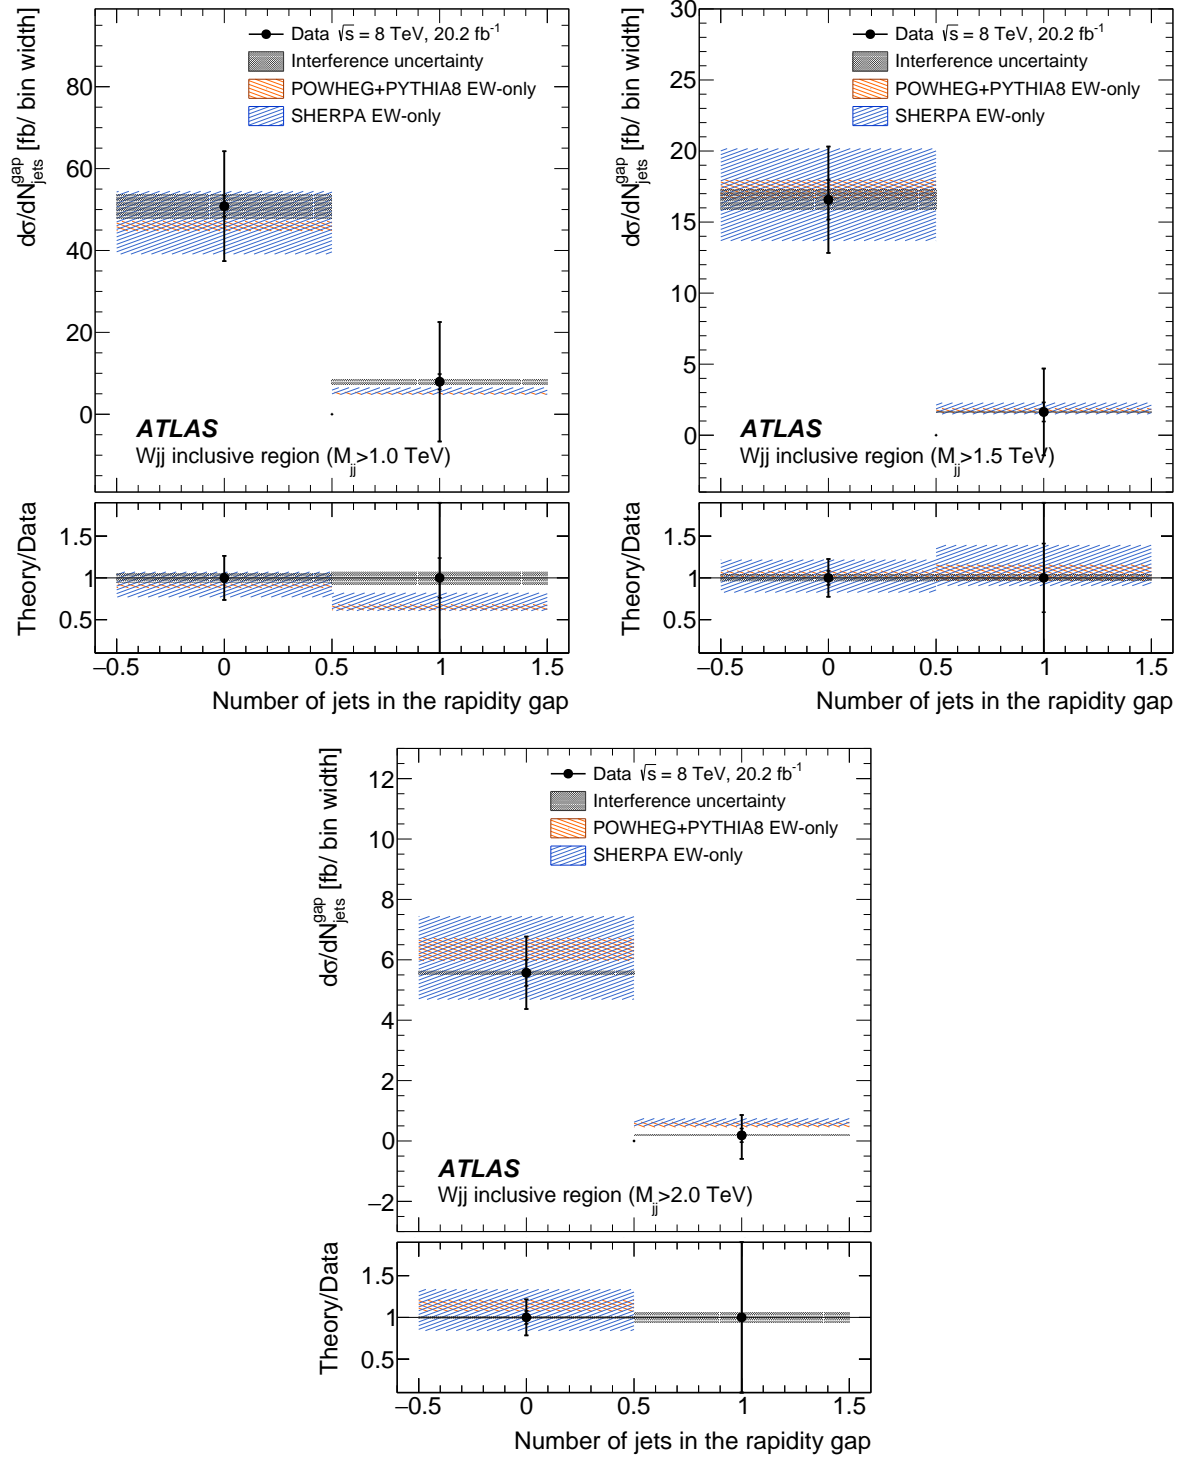 dσ/dN_jets^gap [fb/ bin width]
Data √s = 8 TeV, 20.2 fb⁻¹
Interference uncertainty
POWHEG+PYTHIA8 EW-only
SHERPA EW-only
80
60
40
20
0
ATLAS
Wjj inclusive region (M_jj>1.0 TeV)
Theory/Data
1.5
1
0.5
−0.5 0 0.5 1 1.5
Number of jets in the rapidity gap
dσ/dN_jets^gap [fb/ bin width]
Data √s = 8 TeV, 20.2 fb⁻¹
Interference uncertainty
POWHEG+PYTHIA8 EW-only
SHERPA EW-only
30
25
20
15
10
5
0
ATLAS
Wjj inclusive region (M_jj>1.5 TeV)
Theory/Data
1.5
1
0.5
−0.5 0 0.5 1 1.5
Number of jets in the rapidity gap
dσ/dN_jets^gap [fb/ bin width]
Data √s = 8 TeV, 20.2 fb⁻¹
Interference uncertainty
POWHEG+PYTHIA8 EW-only
SHERPA EW-only
12
10
8
6
4
2
0
−2
ATLAS
Wjj inclusive region (M_jj>2.0 TeV)
Theory/Data
1.5
1
0.5
−0.5 0 0.5 1 1.5
Number of jets in the rapidity gap